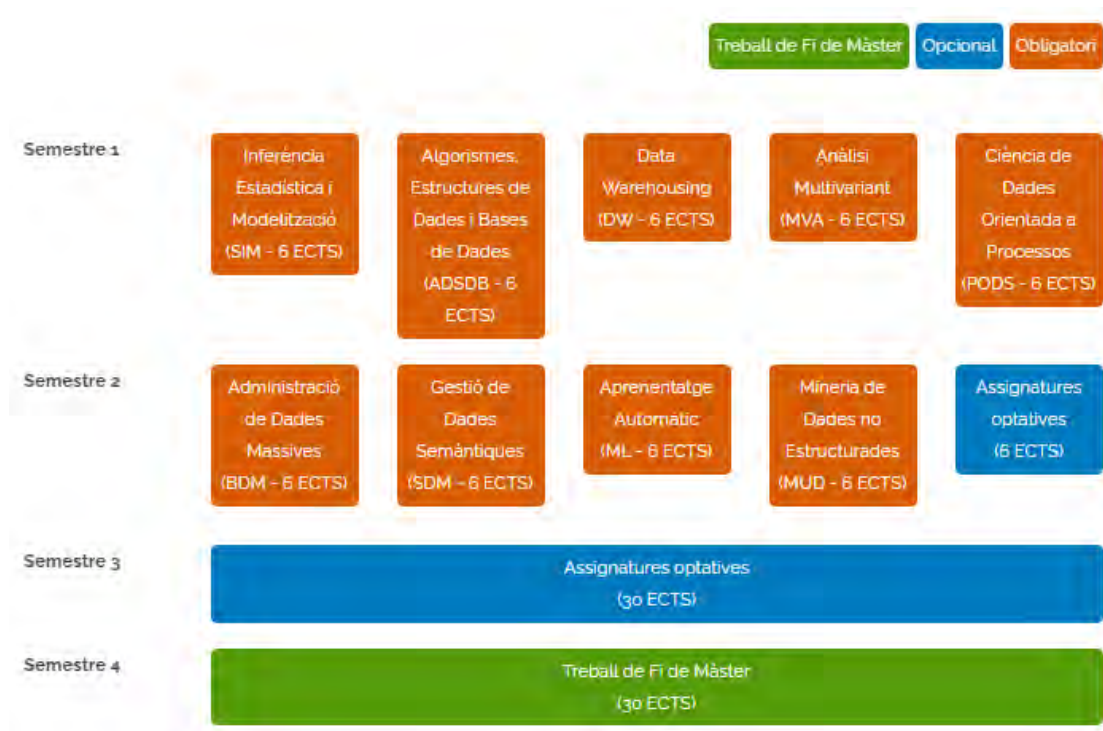 Treball de Fi de Màster
Opcional
Obligatori
Semestre 1
Inferència
Estadística i
Modelització
(SIM - 6 ECTS)
Algorismes,
Estructures de
Dades i Bases
de Dades
(ADSDB - 6
ECTS)
Data
Warehousing
(DW - 6 ECTS)
Anàlisi
Multivariant
(MVA - 6 ECTS)
Ciència de
Dades
Orientada a
Processos
(PODS - 6 ECTS)
Semestre 2
Administració
de Dades
Massives
(BDM - 6 ECTS)
Gestió de
Dades
Semàntiques
(SDM - 6 ECTS)
Aprenentatge
Automàtic
(ML - 6 ECTS)
Mineria de
Dades no
Estructurades
(MUD - 6 ECTS)
Assignatures
optatives
(6 ECTS)
Semestre 3
Assignatures optatives
(30 ECTS)
Semestre 4
Treball de Fi de Màster
(30 ECTS)